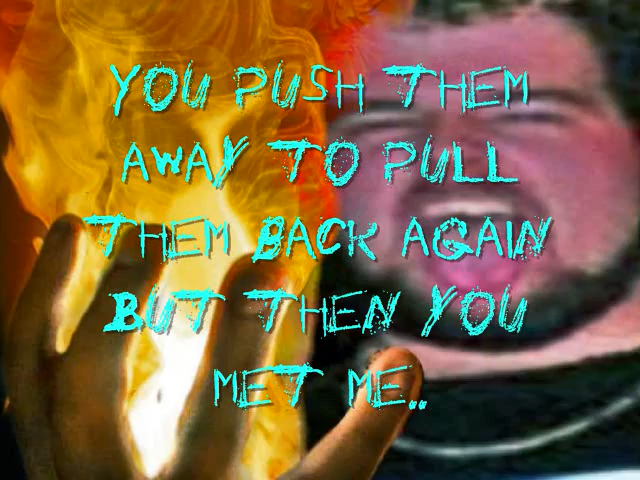 YOU PUSH THEM
AWAY TO PULL
THEM BACK AGAIN
BUT THEN YOU
MET ME..